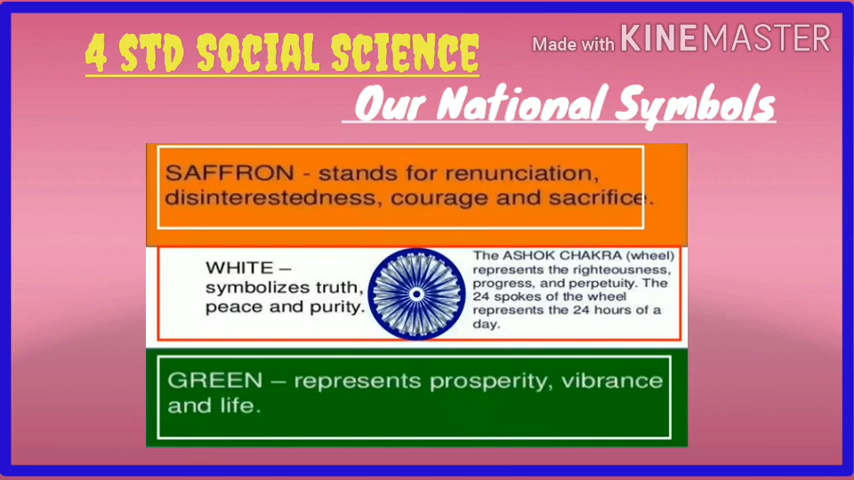 4 STD SOCIAL SCIENCE
Made with KINEMASTER
Our National Symbols
SAFFRON - stands for renunciation,
disinterestedness, courage and sacrifice.
WHITE –
symbolizes truth,
peace and purity.
The ASHOK CHAKRA (wheel)
represents the righteousness,
progress, and perpetuity. The
24 spokes of the wheel
represents the 24 hours of a
day.
GREEN – represents prosperity, vibrance
and life.